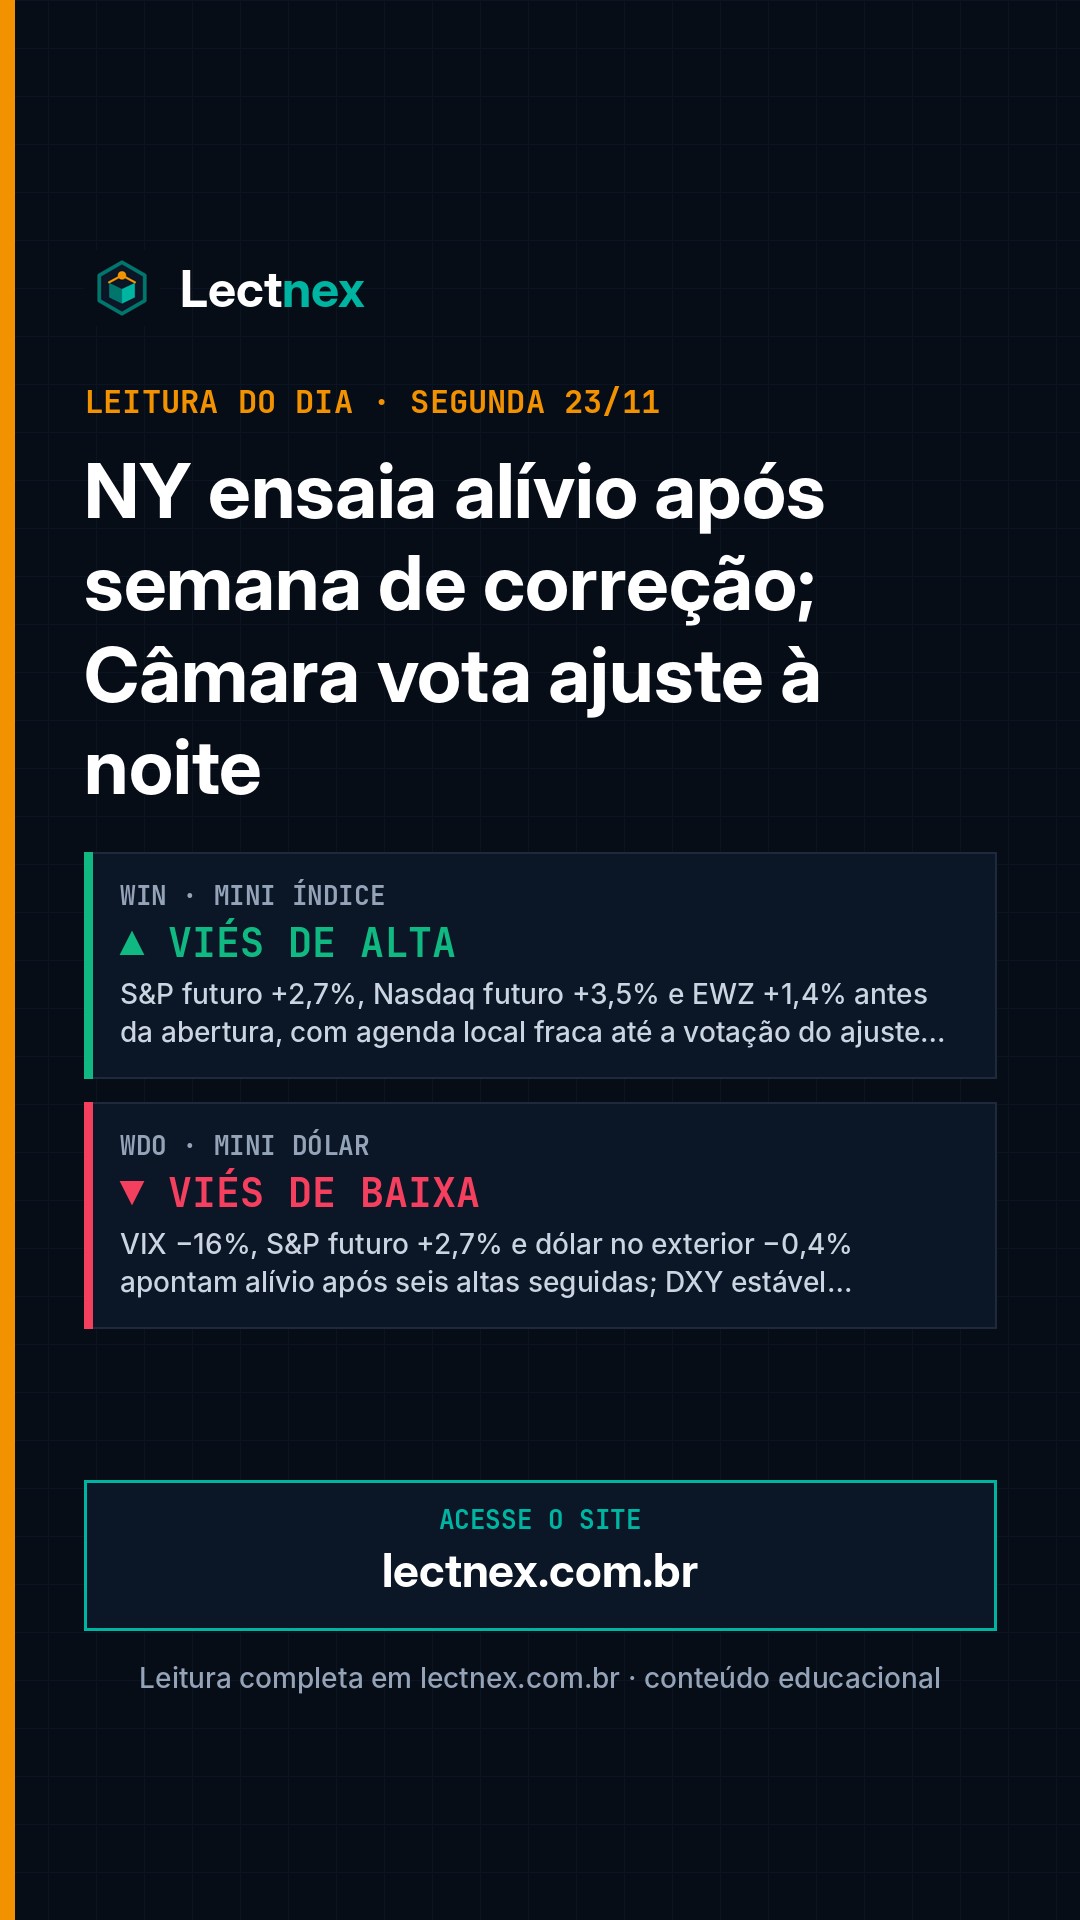 Lectnex
LEITURA DO DIA · SEGUNDA 23/11
NY ensaia alívio após
semana de correção;
Câmara vota ajuste à
noite
WIN · MINI ÍNDICE
▲ VIÉS DE ALTA
S&P futuro +2,7%, Nasdaq futuro +3,5% e EWZ +1,4% antes
da abertura, com agenda local fraca até a votação do ajuste...
WDO · MINI DÓLAR
▼ VIÉS DE BAIXA
VIX −16%, S&P futuro +2,7% e dólar no exterior −0,4%
apontam alívio após seis altas seguidas; DXY estável...
ACESSE O SITE
lectnex.com.br
Leitura completa em lectnex.com.br · conteúdo educacional